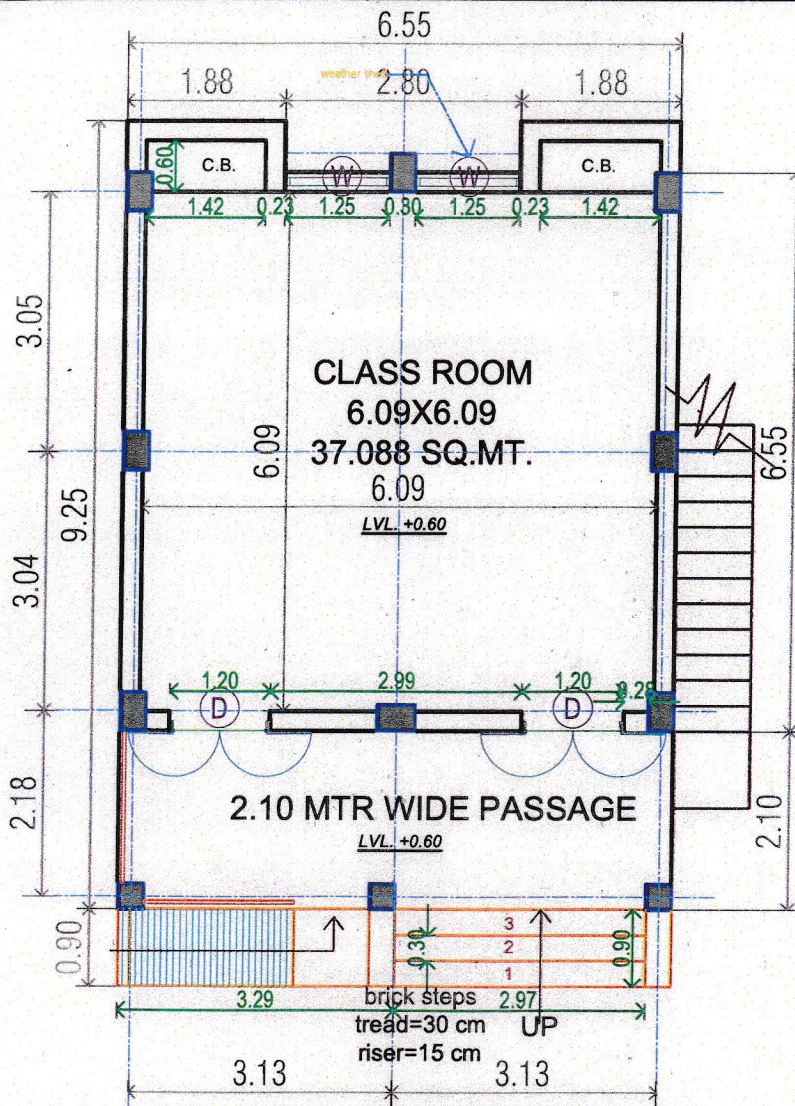 6.55
1.88
2.80
1.88
weather
W
W
C.B.
C.B.
0.60
1.42
0.23
1.25
0.30
1.25
0.23
1.42
3.05
3.04
9.25
CLASS ROOM
6.09X6.09
37.088 SQ.MT.
6.09
6.09
LVL. +0.60
6.55
1.20
2.99
1.20
D
D
2.18
2.10 MTR WIDE PASSAGE
LVL. +0.60
2.10
0.90
0.30
3
2
1
0.90
3.29
brick steps
2.97
tread=30 cm
UP
riser=15 cm
3.13
3.13